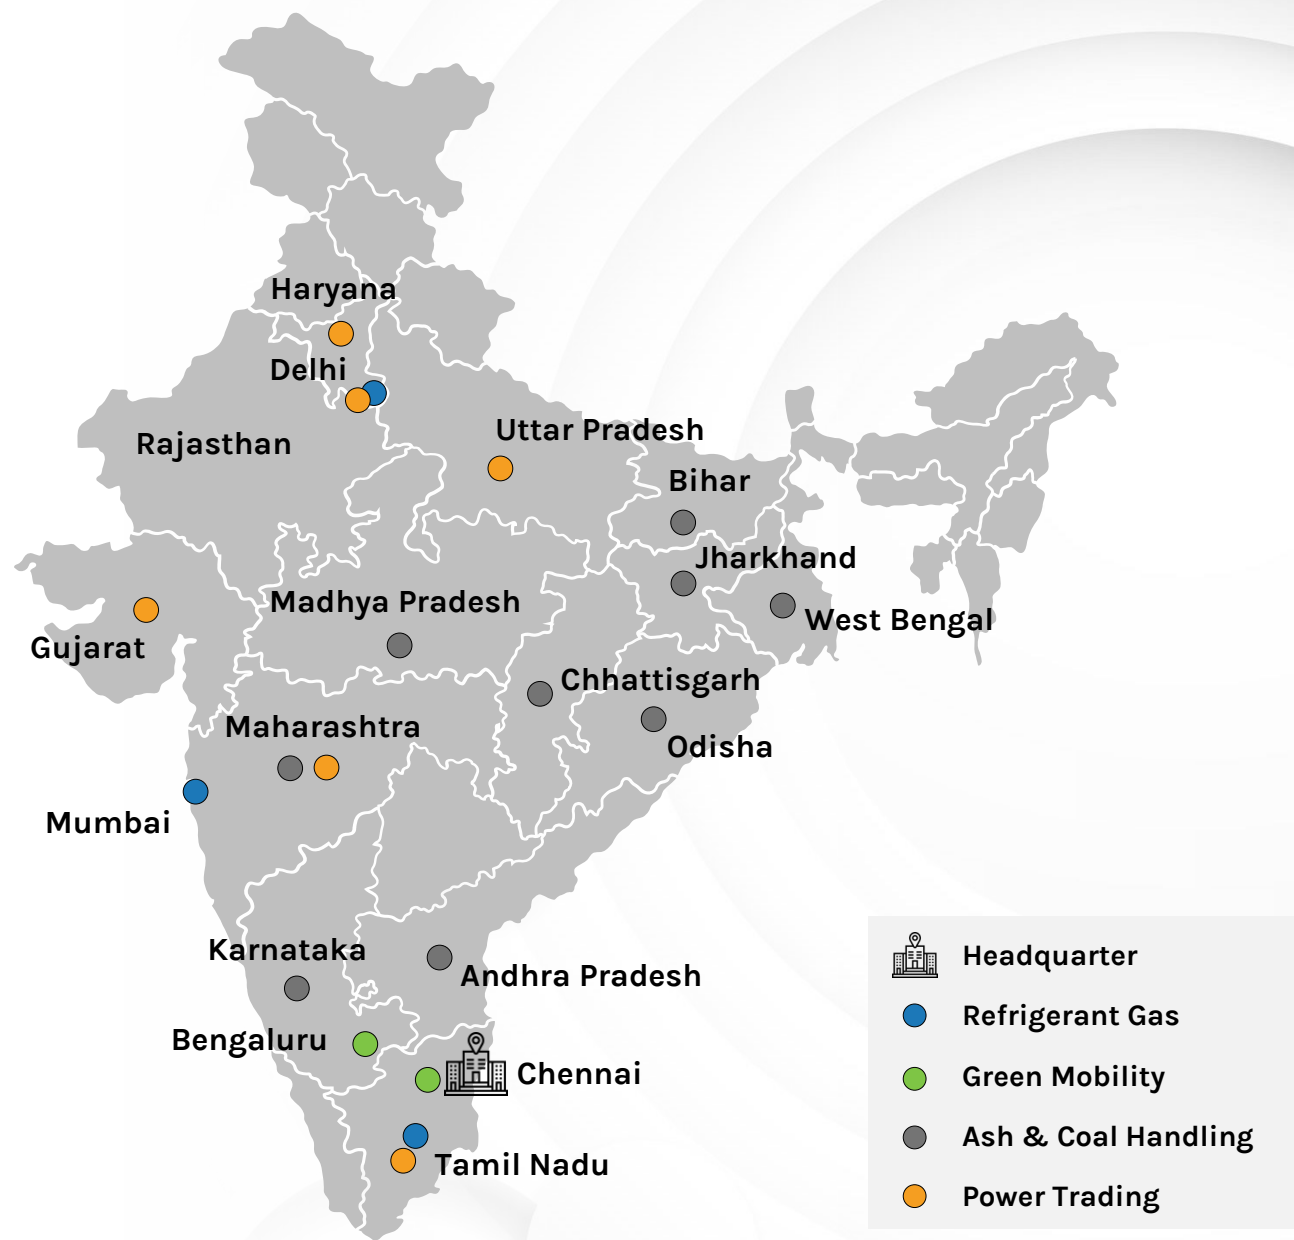 Haryana
Delhi
Rajasthan
Uttar Pradesh
Bihar
Jharkhand
Madhya Pradesh
West Bengal
Gujarat
Chhattisgarh
Maharashtra
Odisha
Mumbai
Karnataka
Andhra Pradesh
Bengaluru
Chennai
Tamil Nadu
Headquarter
Refrigerant Gas
Green Mobility
Ash & Coal Handling
Power Trading